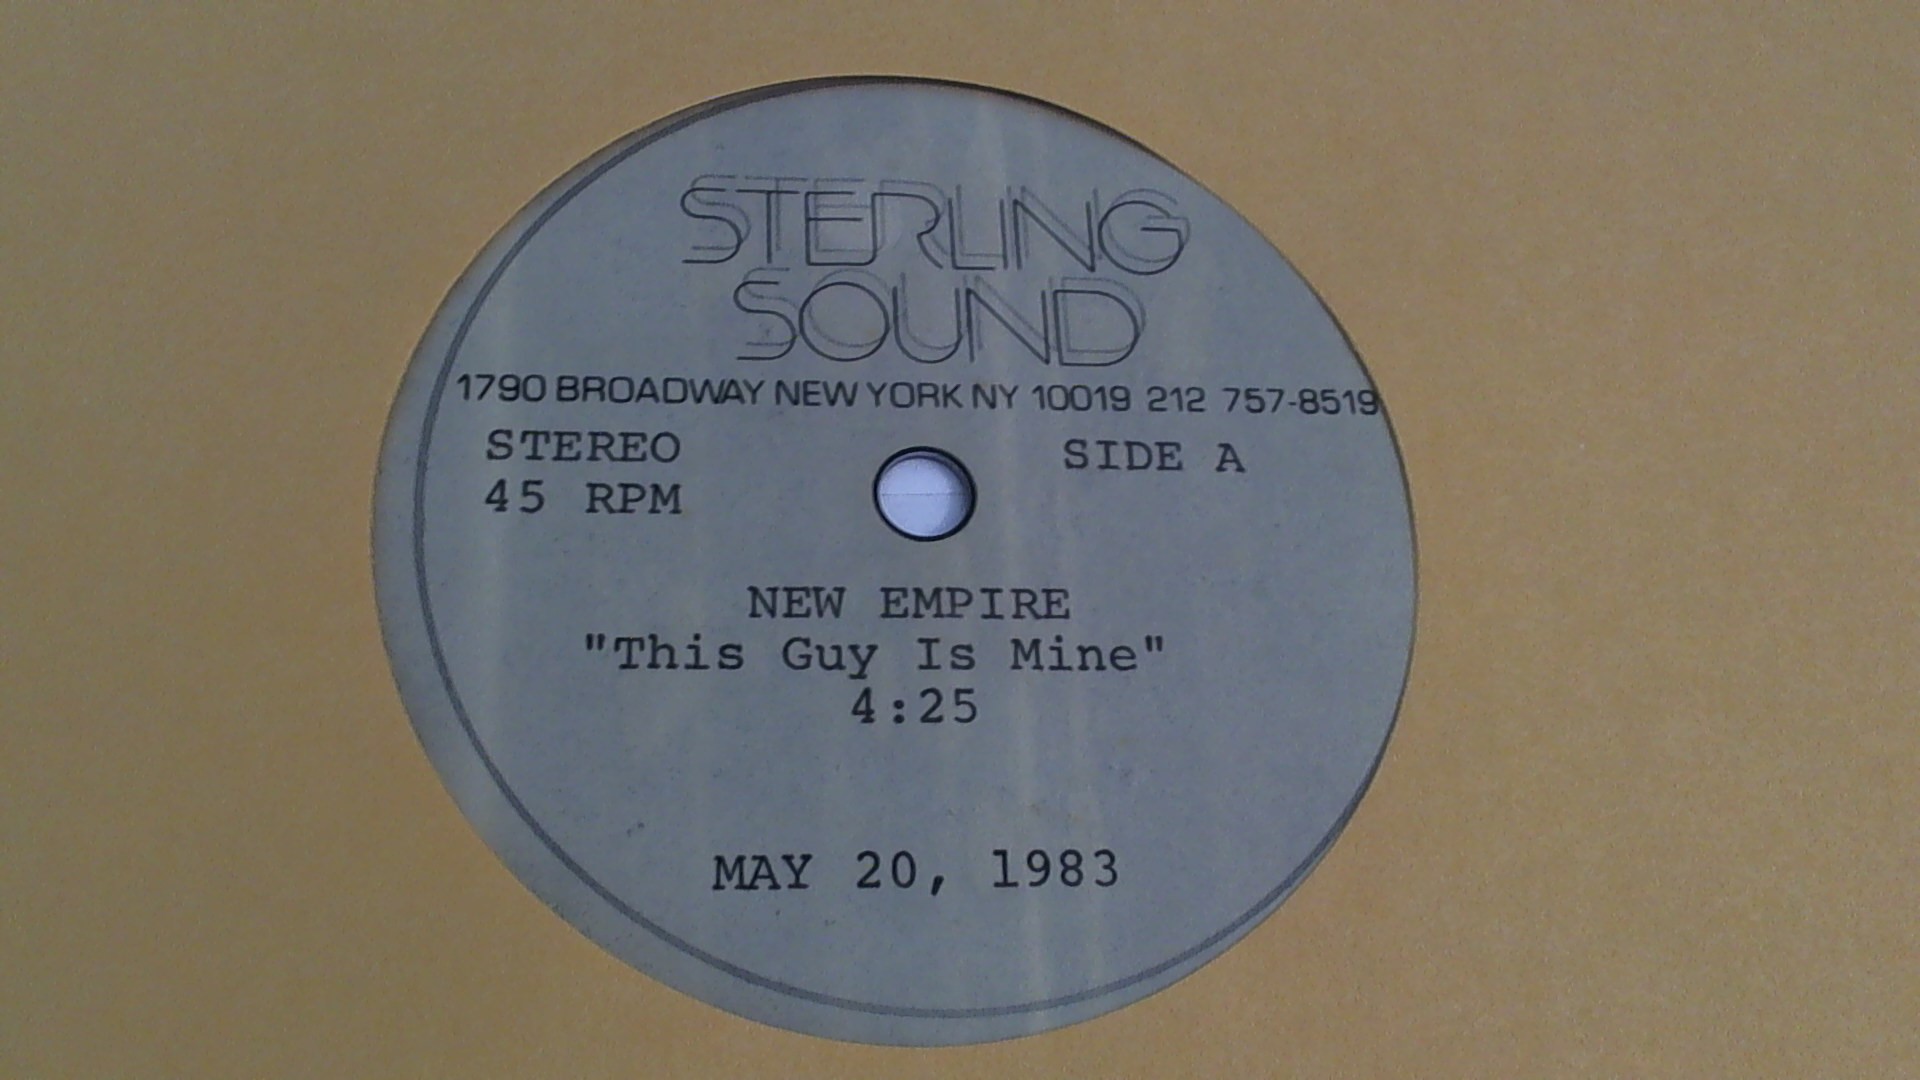 STERLING
SOUND
1790 BROADWAY NEW YORK NY 10019 212 757-8519
STEREO SIDE A
45 RPM
NEW EMPIRE
"This Guy Is Mine"
4:25
MAY 20, 1983